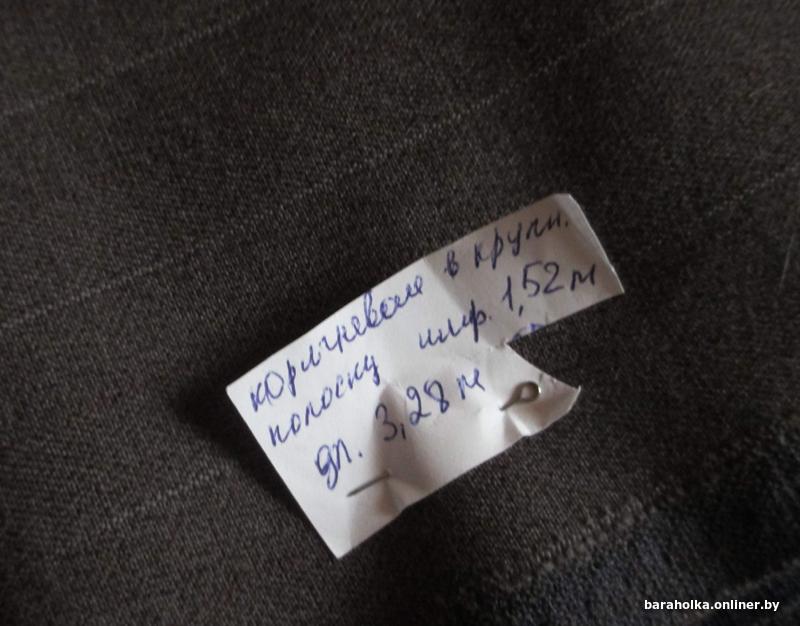 коричневая в крупн.
полоску шир. 1,52 м
дл. 3,28 м
baraholka.onliner.by